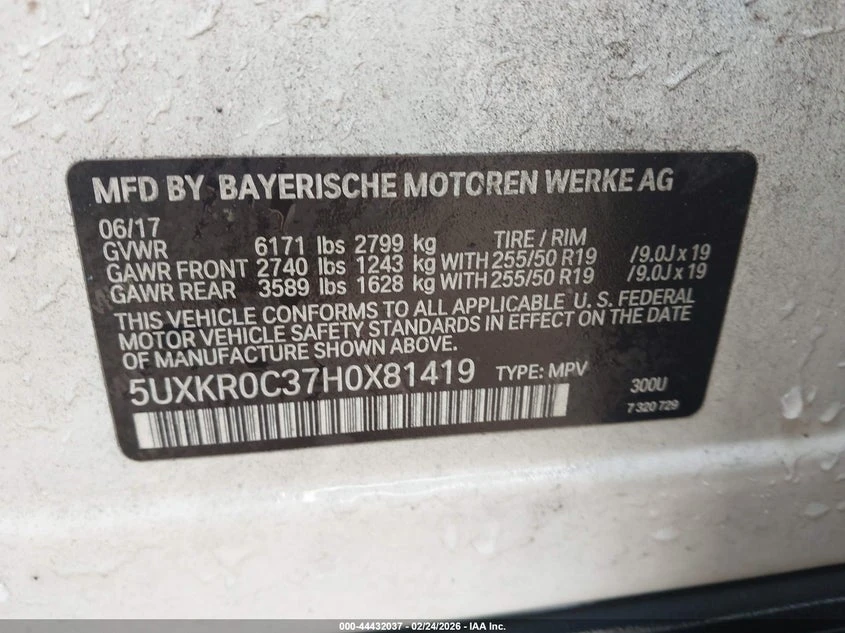 MFD BY BAYERISCHE MOTOREN WERKE AG
06/17
GVWR 6171 lbs 2799 kg TIRE / RIM
GAWR FRONT 2740 lbs 1243 kg WITH 255/50 R19 /9.0J x 19
GAWR REAR 3589 lbs 1628 kg WITH 255/50 R19 /9.0J x 19
THIS VEHICLE CONFORMS TO ALL APPLICABLE U. S. FEDERAL
MOTOR VEHICLE SAFETY STANDARDS IN EFFECT ON THE DATE
OF MANUFACTURE SHOWN ABOVE.
5UXKR0C37H0X81419 TYPE: MPV 300U
7 320 729
000-44432037 - 02/24/2026 - IAA Inc.